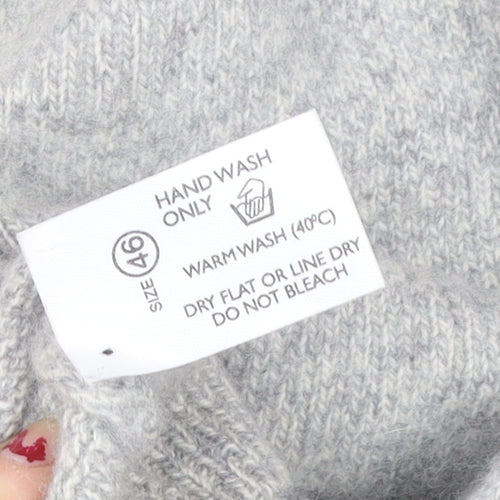 HAND WASH
ONLY
WARM WASH (40°C)
DRY FLAT OR LINE DRY
DO NOT BLEACH
SIZE 46